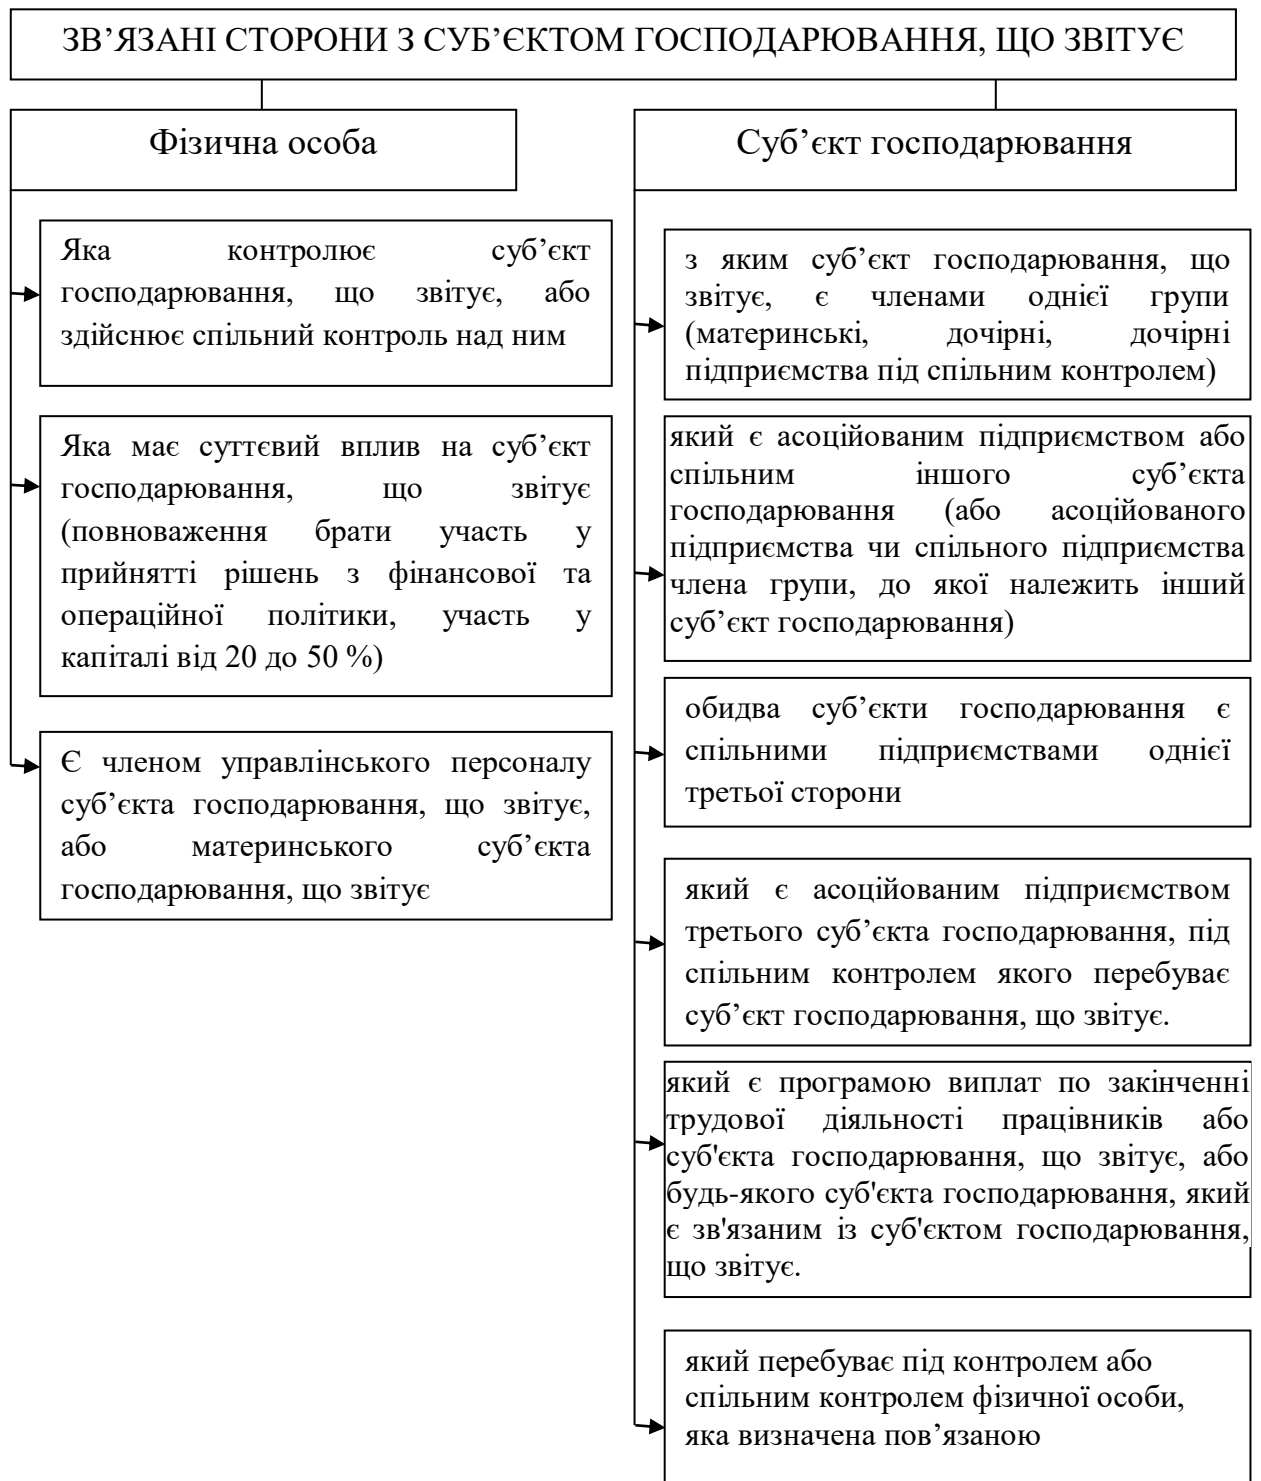 ЗВ’ЯЗАНІ СТОРОНИ З СУБ’ЄКТОМ ГОСПОДАРЮВАННЯ, ЩО ЗВІТУЄ
Фізична особа
Яка контролює суб’єкт
господарювання, що звітує, або
здійснює спільний контроль над ним
Яка має суттєвий вплив на суб’єкт
господарювання, що звітує
(повноваження брати участь у
прийнятті рішень з фінансової та
операційної політики, участь у
капіталі від 20 до 50 %)
Є членом управлінського персоналу
суб’єкта господарювання, що звітує,
або материнського суб’єкта
господарювання, що звітує
Суб’єкт господарювання
з яким суб’єкт господарювання, що
звітує, є членами однієї групи
(материнські, дочірні, дочірні
підприємства під спільним контролем)
який є асоційованим підприємством або
спільним іншого суб’єкта
господарювання (або асоційованого
підприємства чи спільного підприємства
члена групи, до якої належить інший
суб’єкт господарювання)
обидва суб’єкти господарювання є
спільними підприємствами однієї
третьої сторони
який є асоційованим підприємством
третього суб’єкта господарювання, під
спільним контролем якого перебуває
суб’єкт господарювання, що звітує.
який є програмою виплат по закінченні
трудової діяльності працівників або
суб'єкта господарювання, що звітує, або
будь-якого суб'єкта господарювання, який
є зв'язаним із суб'єктом господарювання,
що звітує.
який перебуває під контролем або
спільним контролем фізичної особи,
яка визначена пов’язаною